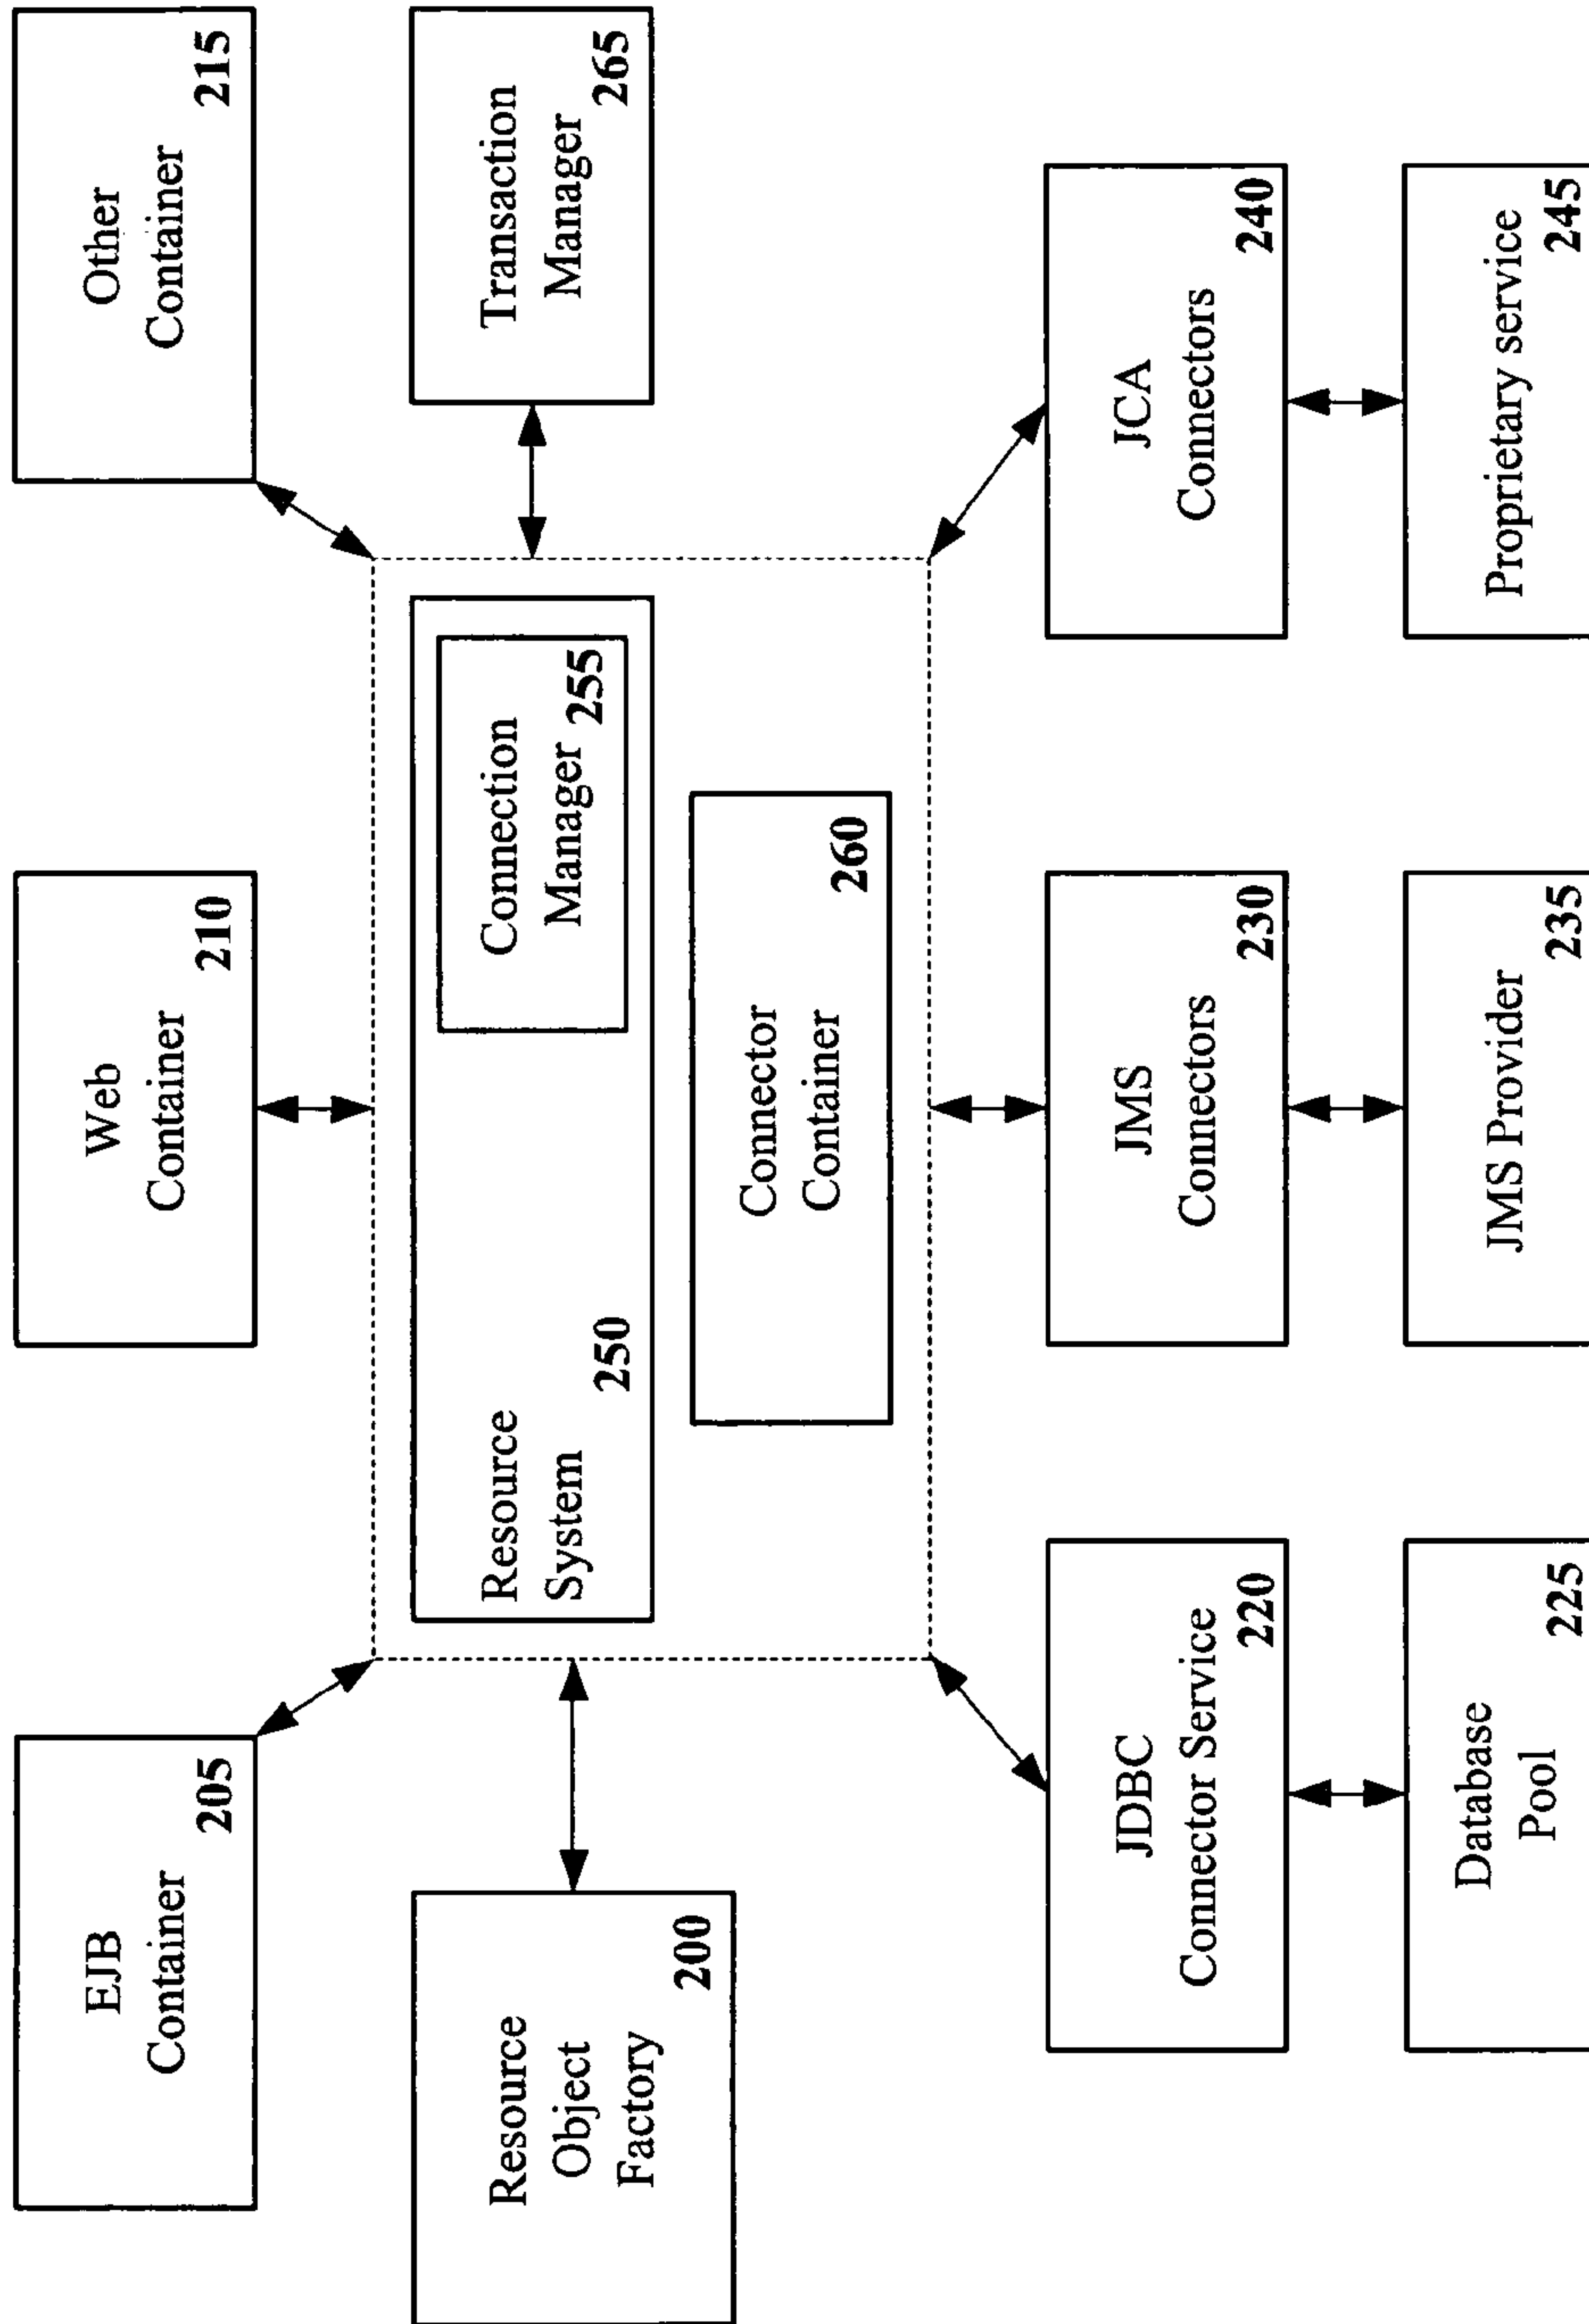 EJB
Container
205
Web
Container
210
Other
Container
215
Resource
Object
Factory
200
Resource
System
250
Connection
Manager 255
Connector
Container
260
Transaction
Manager
265
JDBC
Connector Service
220
JMS
Connectors
230
JCA
Connectors
240
Database
Pool
225
JMS Provider
235
Proprietary service
245